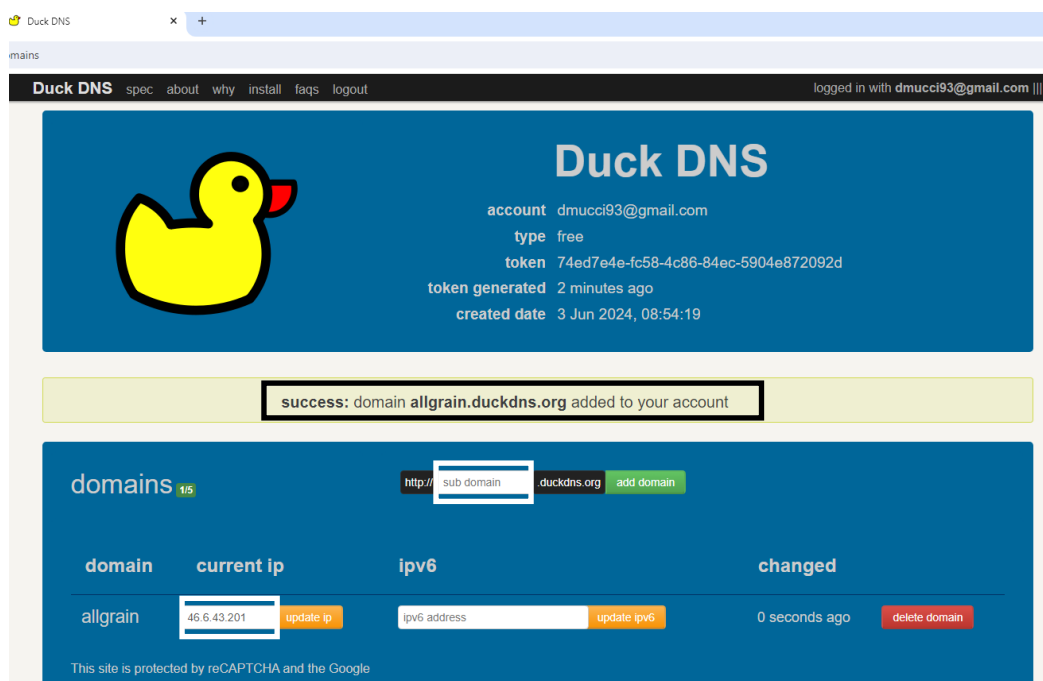 Duck DNS × +
omains
Duck DNS spec about why install faqs logout logged in with dmucci93@gmail.com |||
Duck DNS
account dmucci93@gmail.com
type free
token 74ed7e4e-fc58-4c86-84ec-5904e872092d
token generated 2 minutes ago
created date 3 Jun 2024, 08:54:19
success: domain allgrain.duckdns.org added to your account
domains 1/5 http:// sub domain .duckdns.org add domain
domain current ip ipv6 changed
allgrain 46.6.43.201 update ip ipv6 address update ipv6 0 seconds ago delete domain
This site is protected by reCAPTCHA and the Google